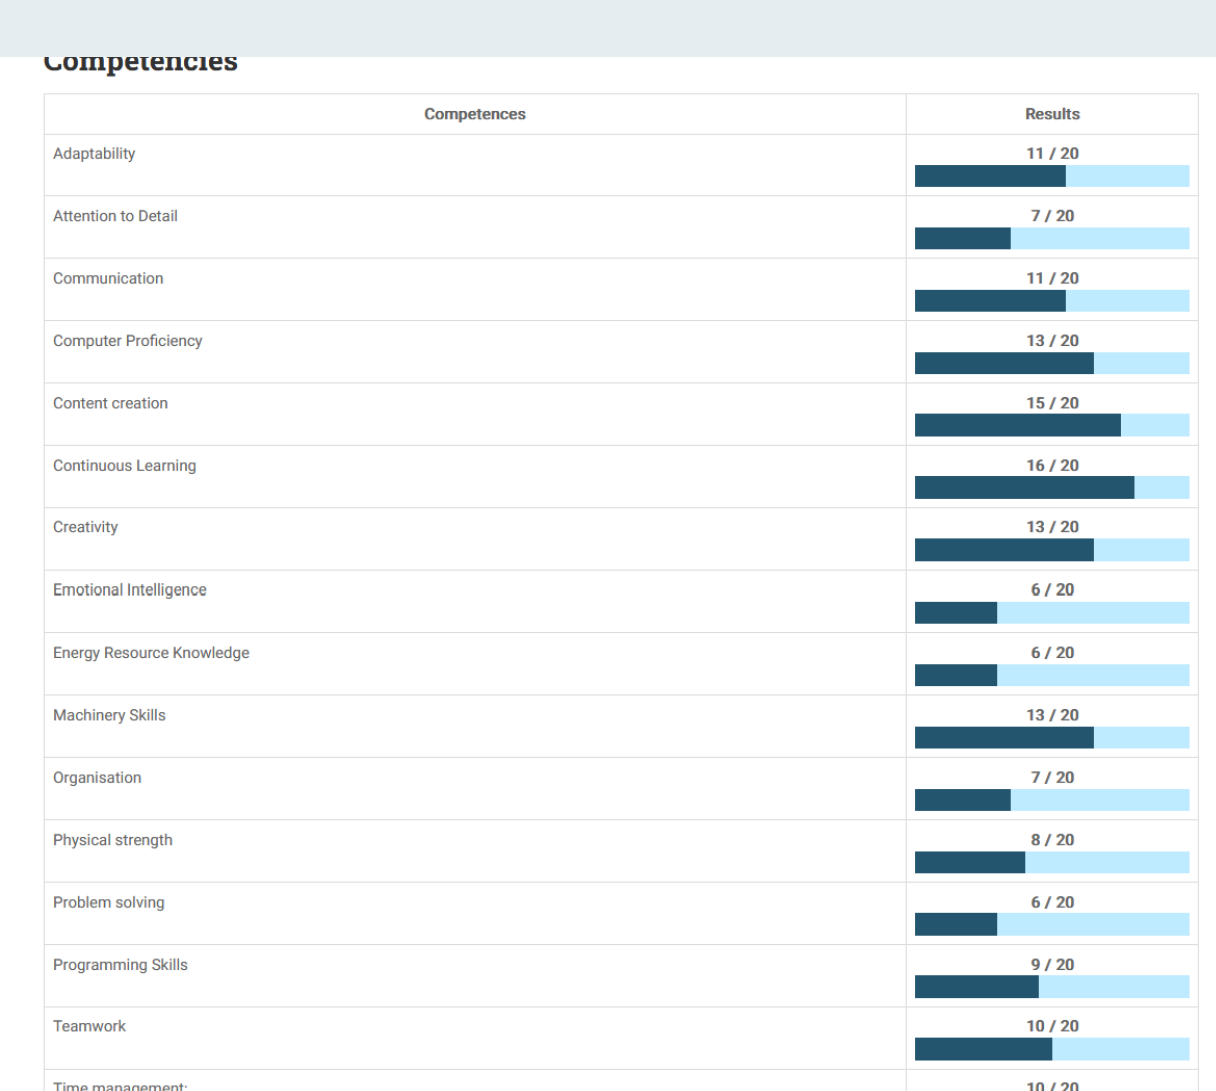 Competencies
Competences Results
Adaptability 11 / 20
Attention to Detail 7 / 20
Communication 11 / 20
Computer Proficiency 13 / 20
Content creation 15 / 20
Continuous Learning 16 / 20
Creativity 13 / 20
Emotional Intelligence 6 / 20
Energy Resource Knowledge 6 / 20
Machinery Skills 13 / 20
Organisation 7 / 20
Physical strength 8 / 20
Problem solving 6 / 20
Programming Skills 9 / 20
Teamwork 10 / 20
Time management: 10 / 20